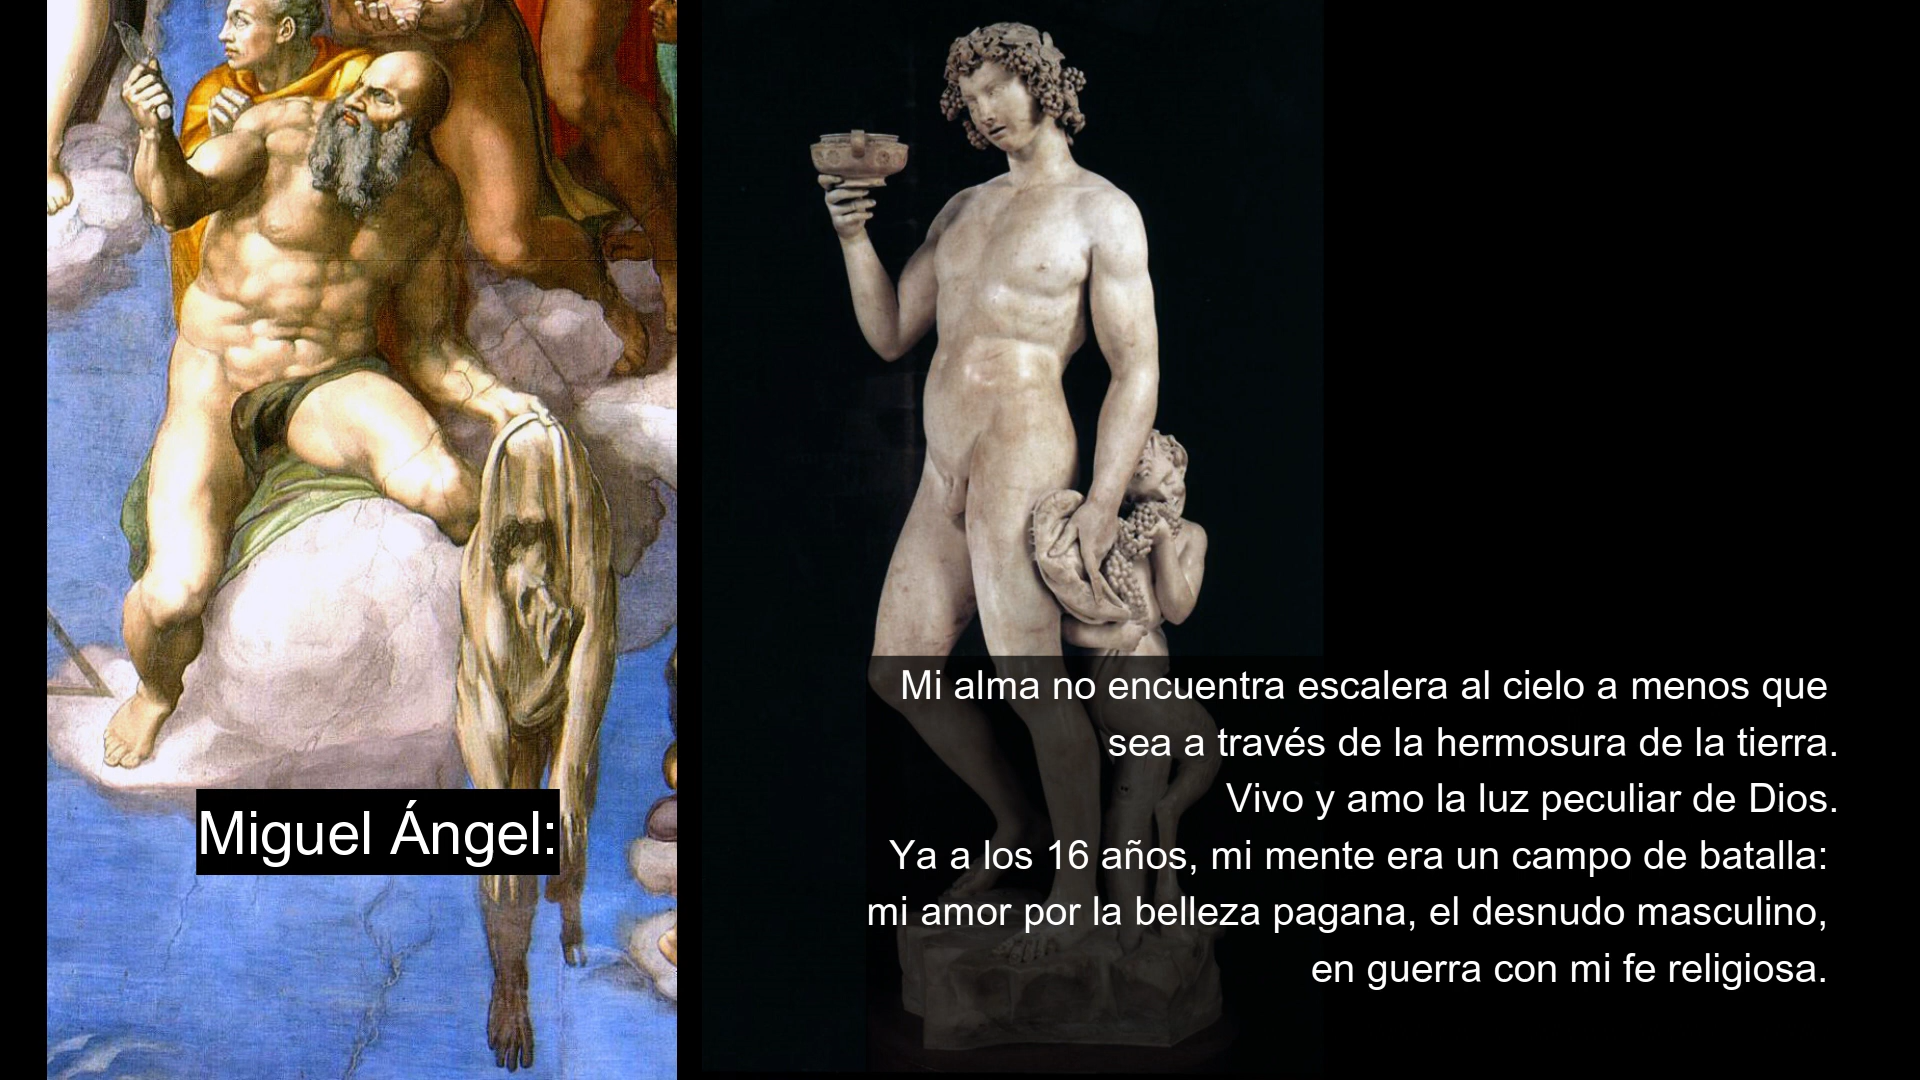 Miguel Ángel:
Mi alma no encuentra escalera al cielo a menos que
sea a través de la hermosura de la tierra.
Vivo y amo la luz peculiar de Dios.
Ya a los 16 años, mi mente era un campo de batalla:
mi amor por la belleza pagana, el desnudo masculino,
en guerra con mi fe religiosa.